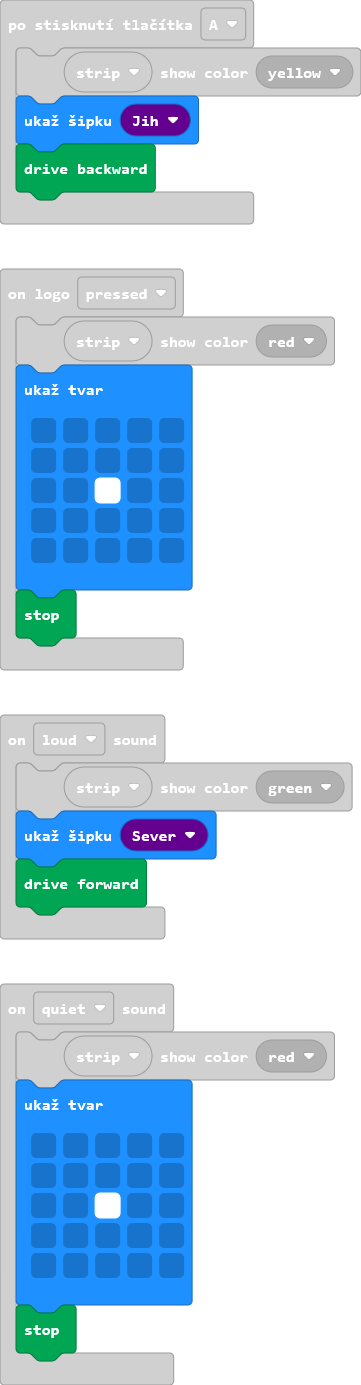 po stisknutí tlačítka A
strip show color yellow
ukaž šipku Jih
drive backward
on logo pressed
strip show color red
ukaž tvar
stop
on loud sound
strip show color green
ukaž šipku Sever
drive forward
on quiet sound
strip show color red
ukaž tvar
stop